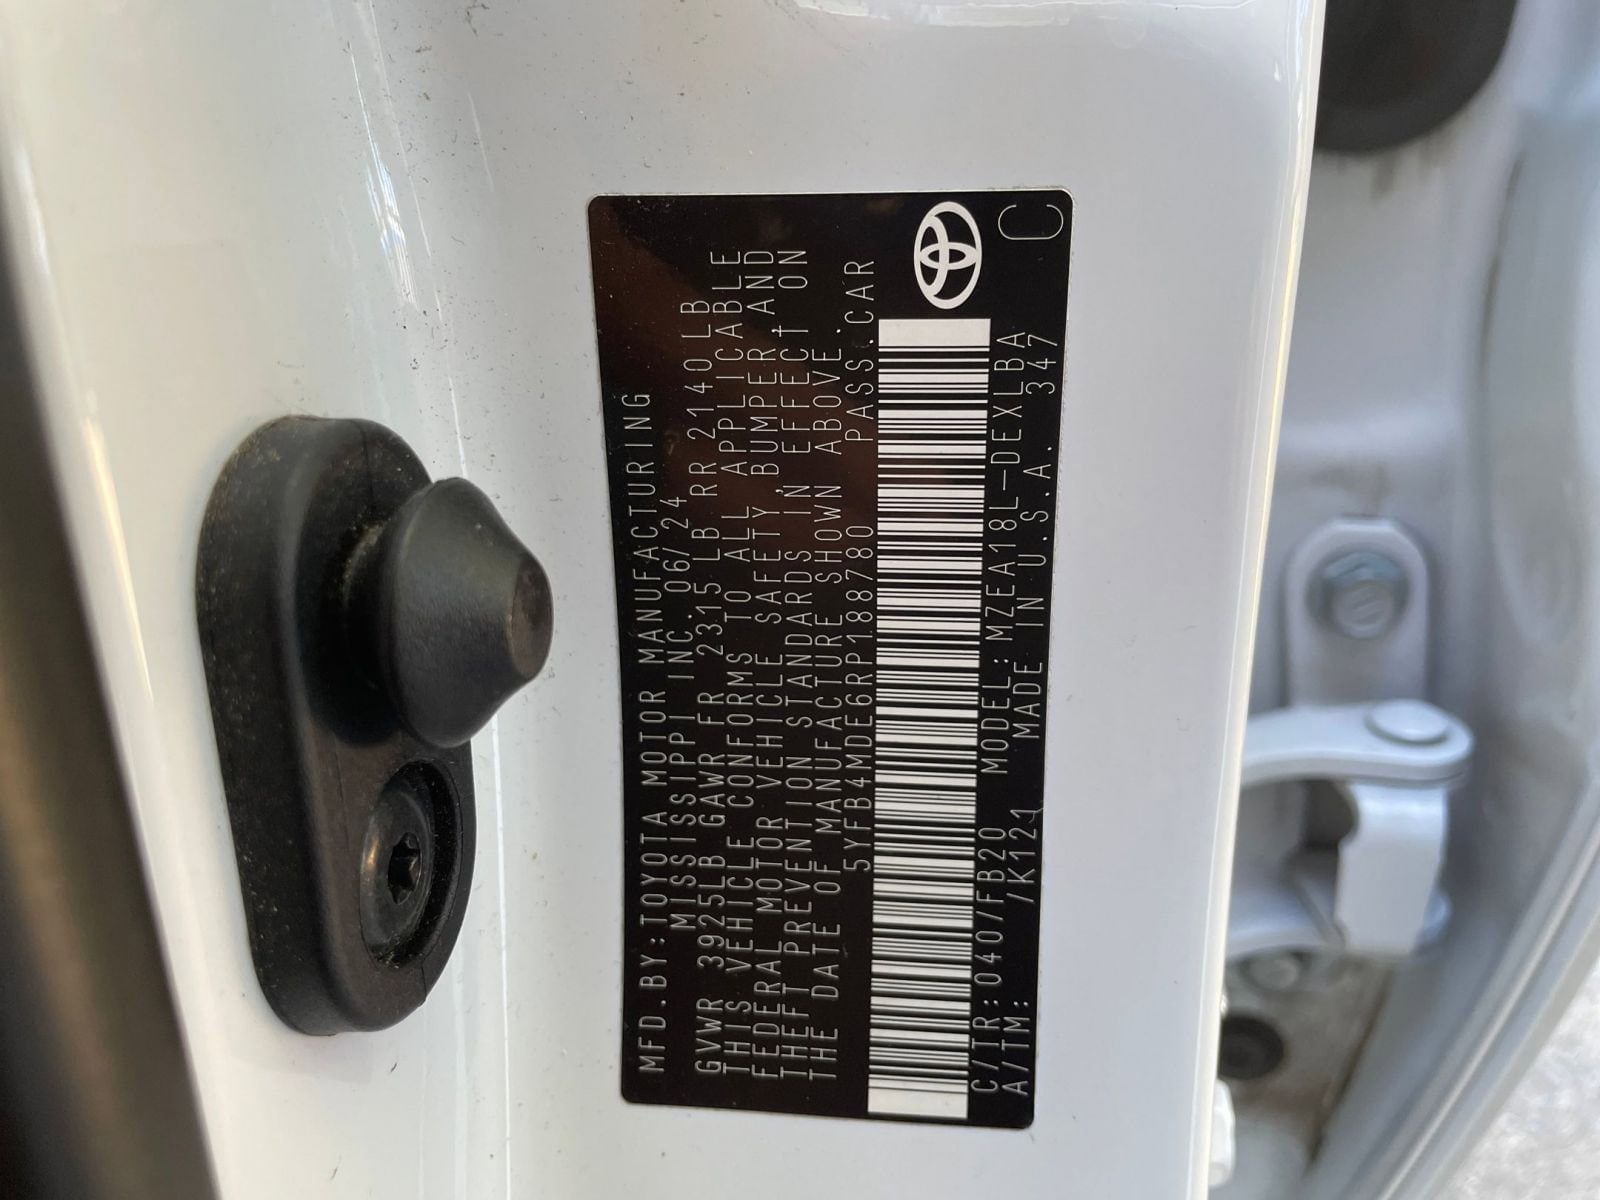 MFD.BY:TOYOTA MOTOR MANUFACTURING
MISSISSIPPI INC. 06/24
GVWR 3925LB GAWR FR 2315 LB RR 2140LB
THIS VEHICLE CONFORMS TO ALL APPLICABLE
FEDERAL MOTOR VEHICLE SAFETY,BUMPER,AND
THEFT PREVENTION STANDARDS IN EFFECT ON
THE DATE OF MANUFACTURE SHOWN ABOVE.
5YFB4MDE6RP188780 PASS.CAR
C/TR:040/FB20 MODEL:MZEA18L-DEXLBA
A/TM: /K121 MADE IN U.S.A. 347
C